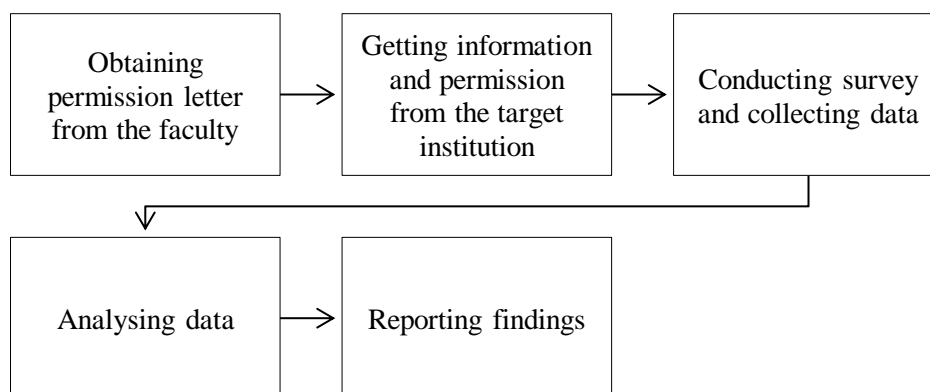 Obtaining
permission letter
from the faculty
Getting information
and permission
from the target
institution
Conducting survey
and collecting data
Analysing data
Reporting findings